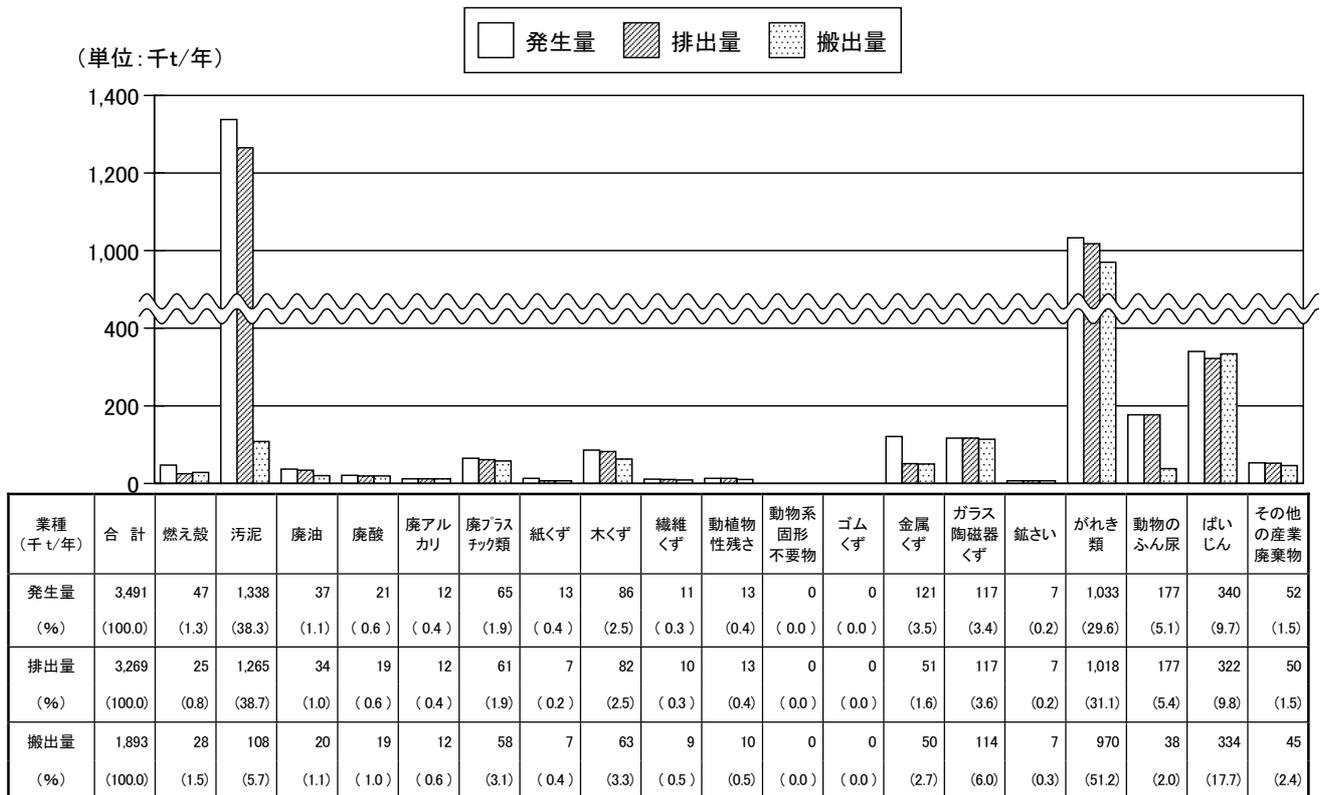 発生量 排出量 搬出量
（単位：千t/年）
1,400
1,200
1,000
400
200
0
業種 （千t/年） 合 計 燃え殻 汚泥 廃油 廃酸 廃アルカリ 廃プラスチック類 紙くず 木くず 繊維くず 動植物性残さ 動物系固形不要物 ゴムくず 金属くず ガラス陶磁器くず 鉱さい がれき類 動物のふん尿 ばいじん その他の産業廃棄物
発生量 3,491 47 1,338 37 21 12 65 13 86 11 13 0 0 121 117 7 1,033 177 340 52
（%） (100.0) (1.3) (38.3) (1.1) ( 0.6 ) ( 0.4 ) (1.9) ( 0.4 ) (2.5) ( 0.3 ) (0.4) ( 0.0 ) ( 0.0 ) (3.5) (3.4) (0.2) (29.6) (5.1) (9.7) (1.5)
排出量 3,269 25 1,265 34 19 12 61 7 82 10 13 0 0 51 117 7 1,018 177 322 50
（%） (100.0) (0.8) (38.7) (1.0) ( 0.6 ) ( 0.4 ) (1.9) ( 0.2 ) (2.5) ( 0.3 ) (0.4) ( 0.0 ) ( 0.0 ) (1.6) (3.6) (0.2) (31.1) (5.4) (9.8) (1.5)
搬出量 1,893 28 108 20 19 12 58 7 63 9 10 0 0 50 114 7 970 38 334 45
（%） (100.0) (1.5) (5.7) (1.1) ( 1.0 ) ( 0.6 ) (3.1) ( 0.4 ) (3.3) ( 0.5 ) (0.5) ( 0.0 ) ( 0.0 ) (2.7) (6.0) (0.3) (51.2) (2.0) (17.7) (2.4)